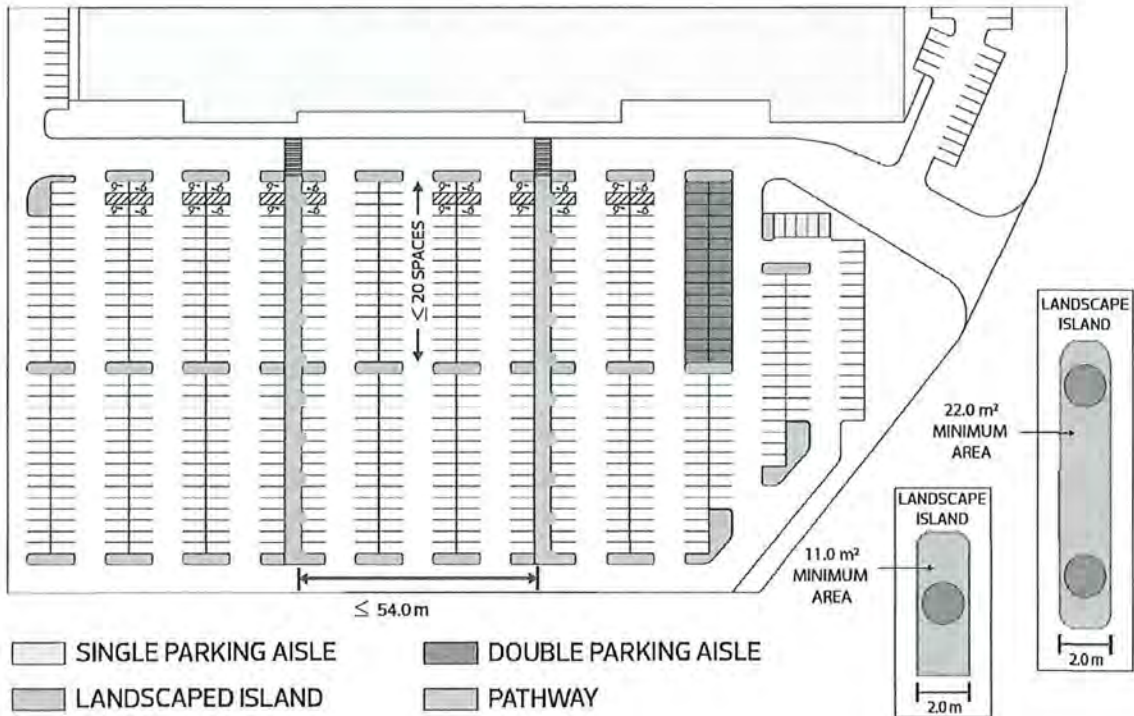 ≤ 20 SPACES
≤ 54.0 m
LANDSCAPE
ISLAND
22.0 m²
MINIMUM
AREA
2.0 m
LANDSCAPE
ISLAND
11.0 m²
MINIMUM
AREA
2.0 m
SINGLE PARKING AISLE
DOUBLE PARKING AISLE
LANDSCAPED ISLAND
PATHWAY